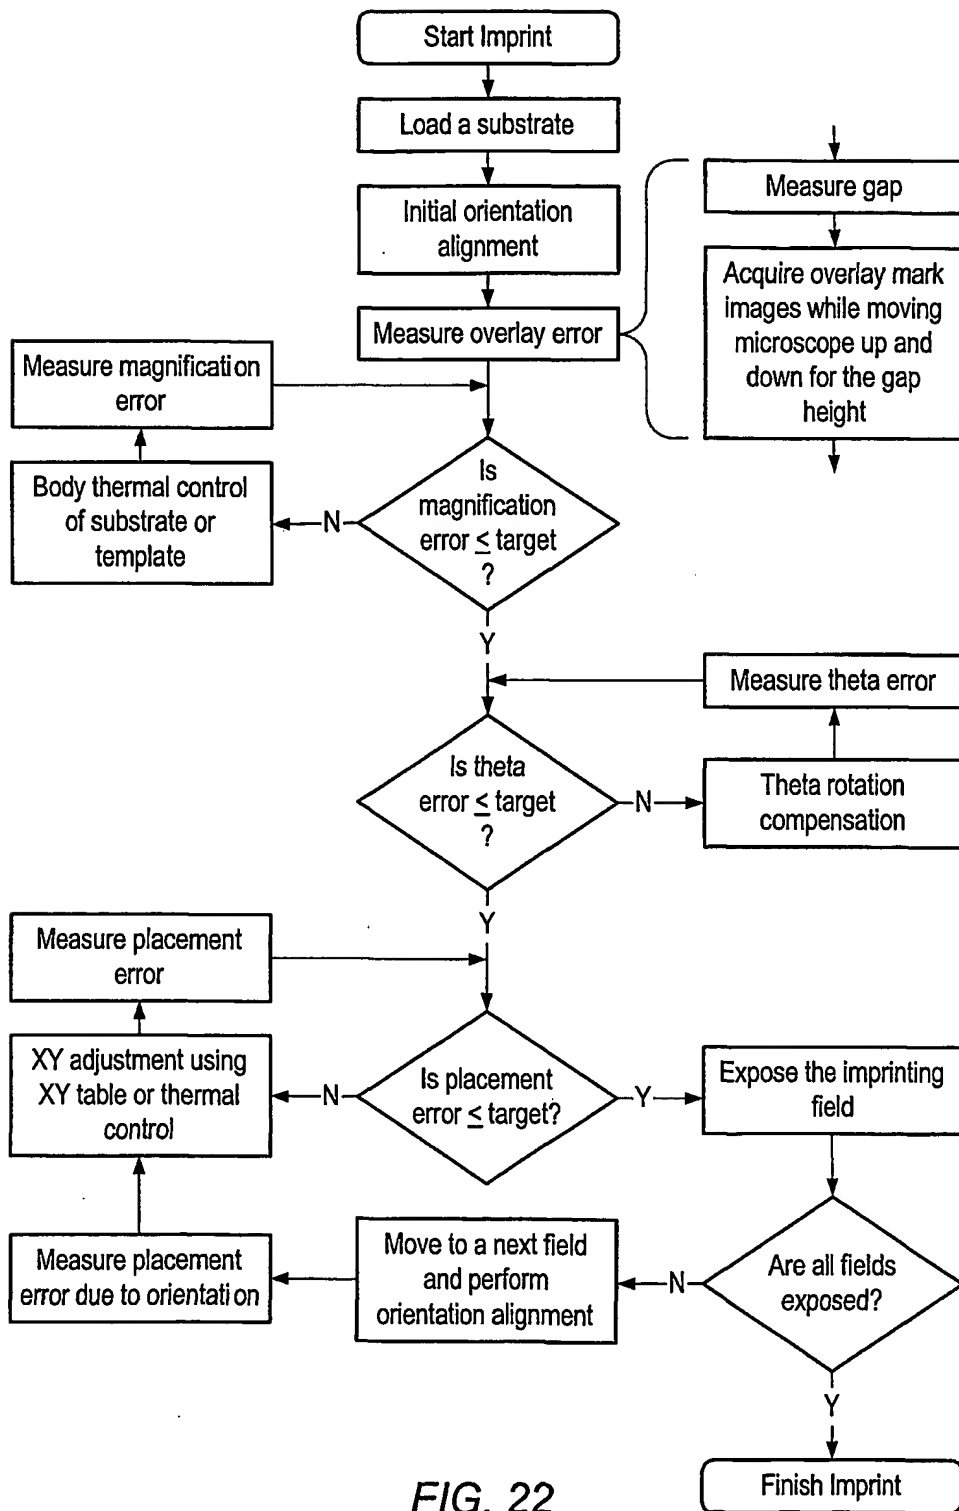 Start Imprint
Load a substrate
Initial orientation
alignment
Measure overlay error
Measure gap
Acquire overlay mark
images while moving
microscope up and
down for the gap
height
Measure magnification
error
Body thermal control
of substrate or
template
N
Is
magnification
error ≤ target
?
Y
Measure theta error
Is theta
error ≤ target
?
N
Theta rotation
compensation
Y
Measure placement
error
XY adjustment using
XY table or thermal
control
N
Is placement
error ≤ target?
Y
Expose the imprinting
field
Measure placement
error due to orientation
Move to a next field
and perform
orientation alignment
N
Are all fields
exposed?
Y
Finish Imprint
FIG. 22